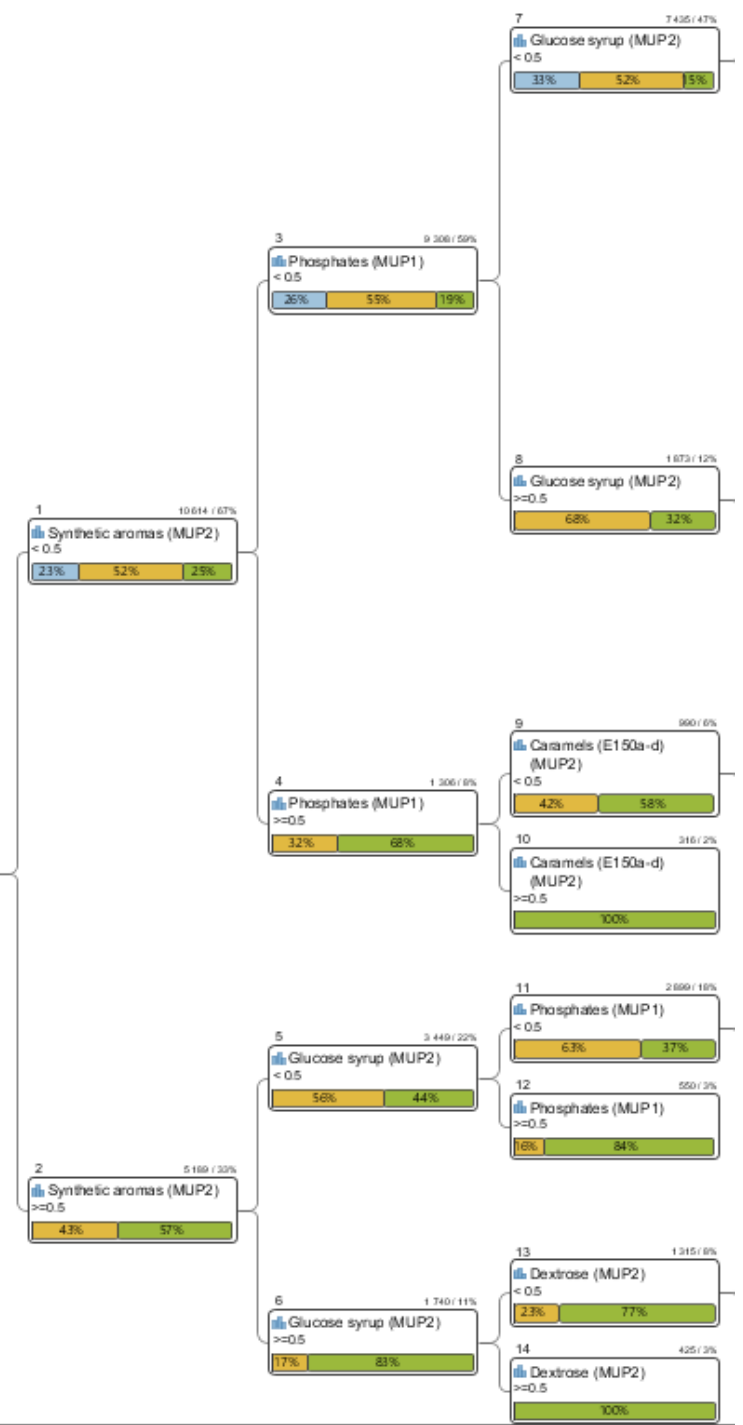 7 7 435 / 47%
Glucose syrup (MUP2)
< 0.5
33% 52% 15%
3 9 308 / 59%
Phosphates (MUP1)
< 0.5
26% 55% 19%
8 1 873 / 12%
Glucose syrup (MUP2)
>=0.5
68% 32%
1 10 614 / 67%
Synthetic aromas (MUP2)
< 0.5
23% 52% 25%
9 990 / 6%
Caramels (E150a-d)
(MUP2)
< 0.5
42% 58%
4 1 306 / 8%
Phosphates (MUP1)
>=0.5
32% 68%
10 316 / 2%
Caramels (E150a-d)
(MUP2)
>=0.5
100%
11 2 899 / 18%
Phosphates (MUP1)
< 0.5
63% 37%
5 3 449 / 22%
Glucose syrup (MUP2)
< 0.5
56% 44%
12 550 / 3%
Phosphates (MUP1)
>=0.5
16% 84%
2 5 189 / 33%
Synthetic aromas (MUP2)
>=0.5
43% 57%
13 1 315 / 8%
Dextrose (MUP2)
< 0.5
23% 77%
6 1 740 / 11%
Glucose syrup (MUP2)
>=0.5
17% 83%
14 425 / 3%
Dextrose (MUP2)
>=0.5
100%